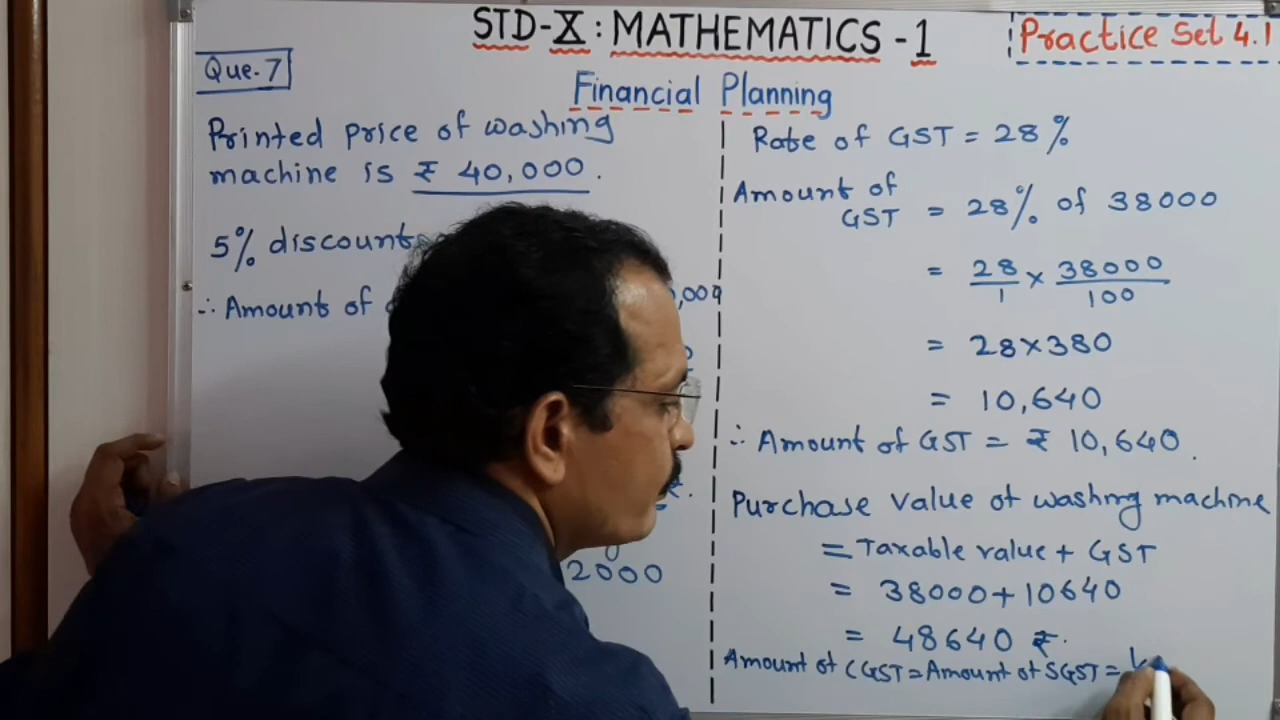 STD-X : MATHEMATICS - 1
Practice Set 4.1
Que. 7
Financial Planning
Printed price of washing
machine is ₹ 40,000.
5% discount
∴ Amount of
,000
₹.
2000
Rate of GST = 28%
Amount of
GST = 28% of 38000
= 28/1 × 38000/100
= 28×380
= 10,640
∴ Amount of GST = ₹ 10,640.
Purchase value of washing machine
= Taxable value + GST
= 38000+10640
= 48640 ₹.
Amount of CGST = Amount of SGST =